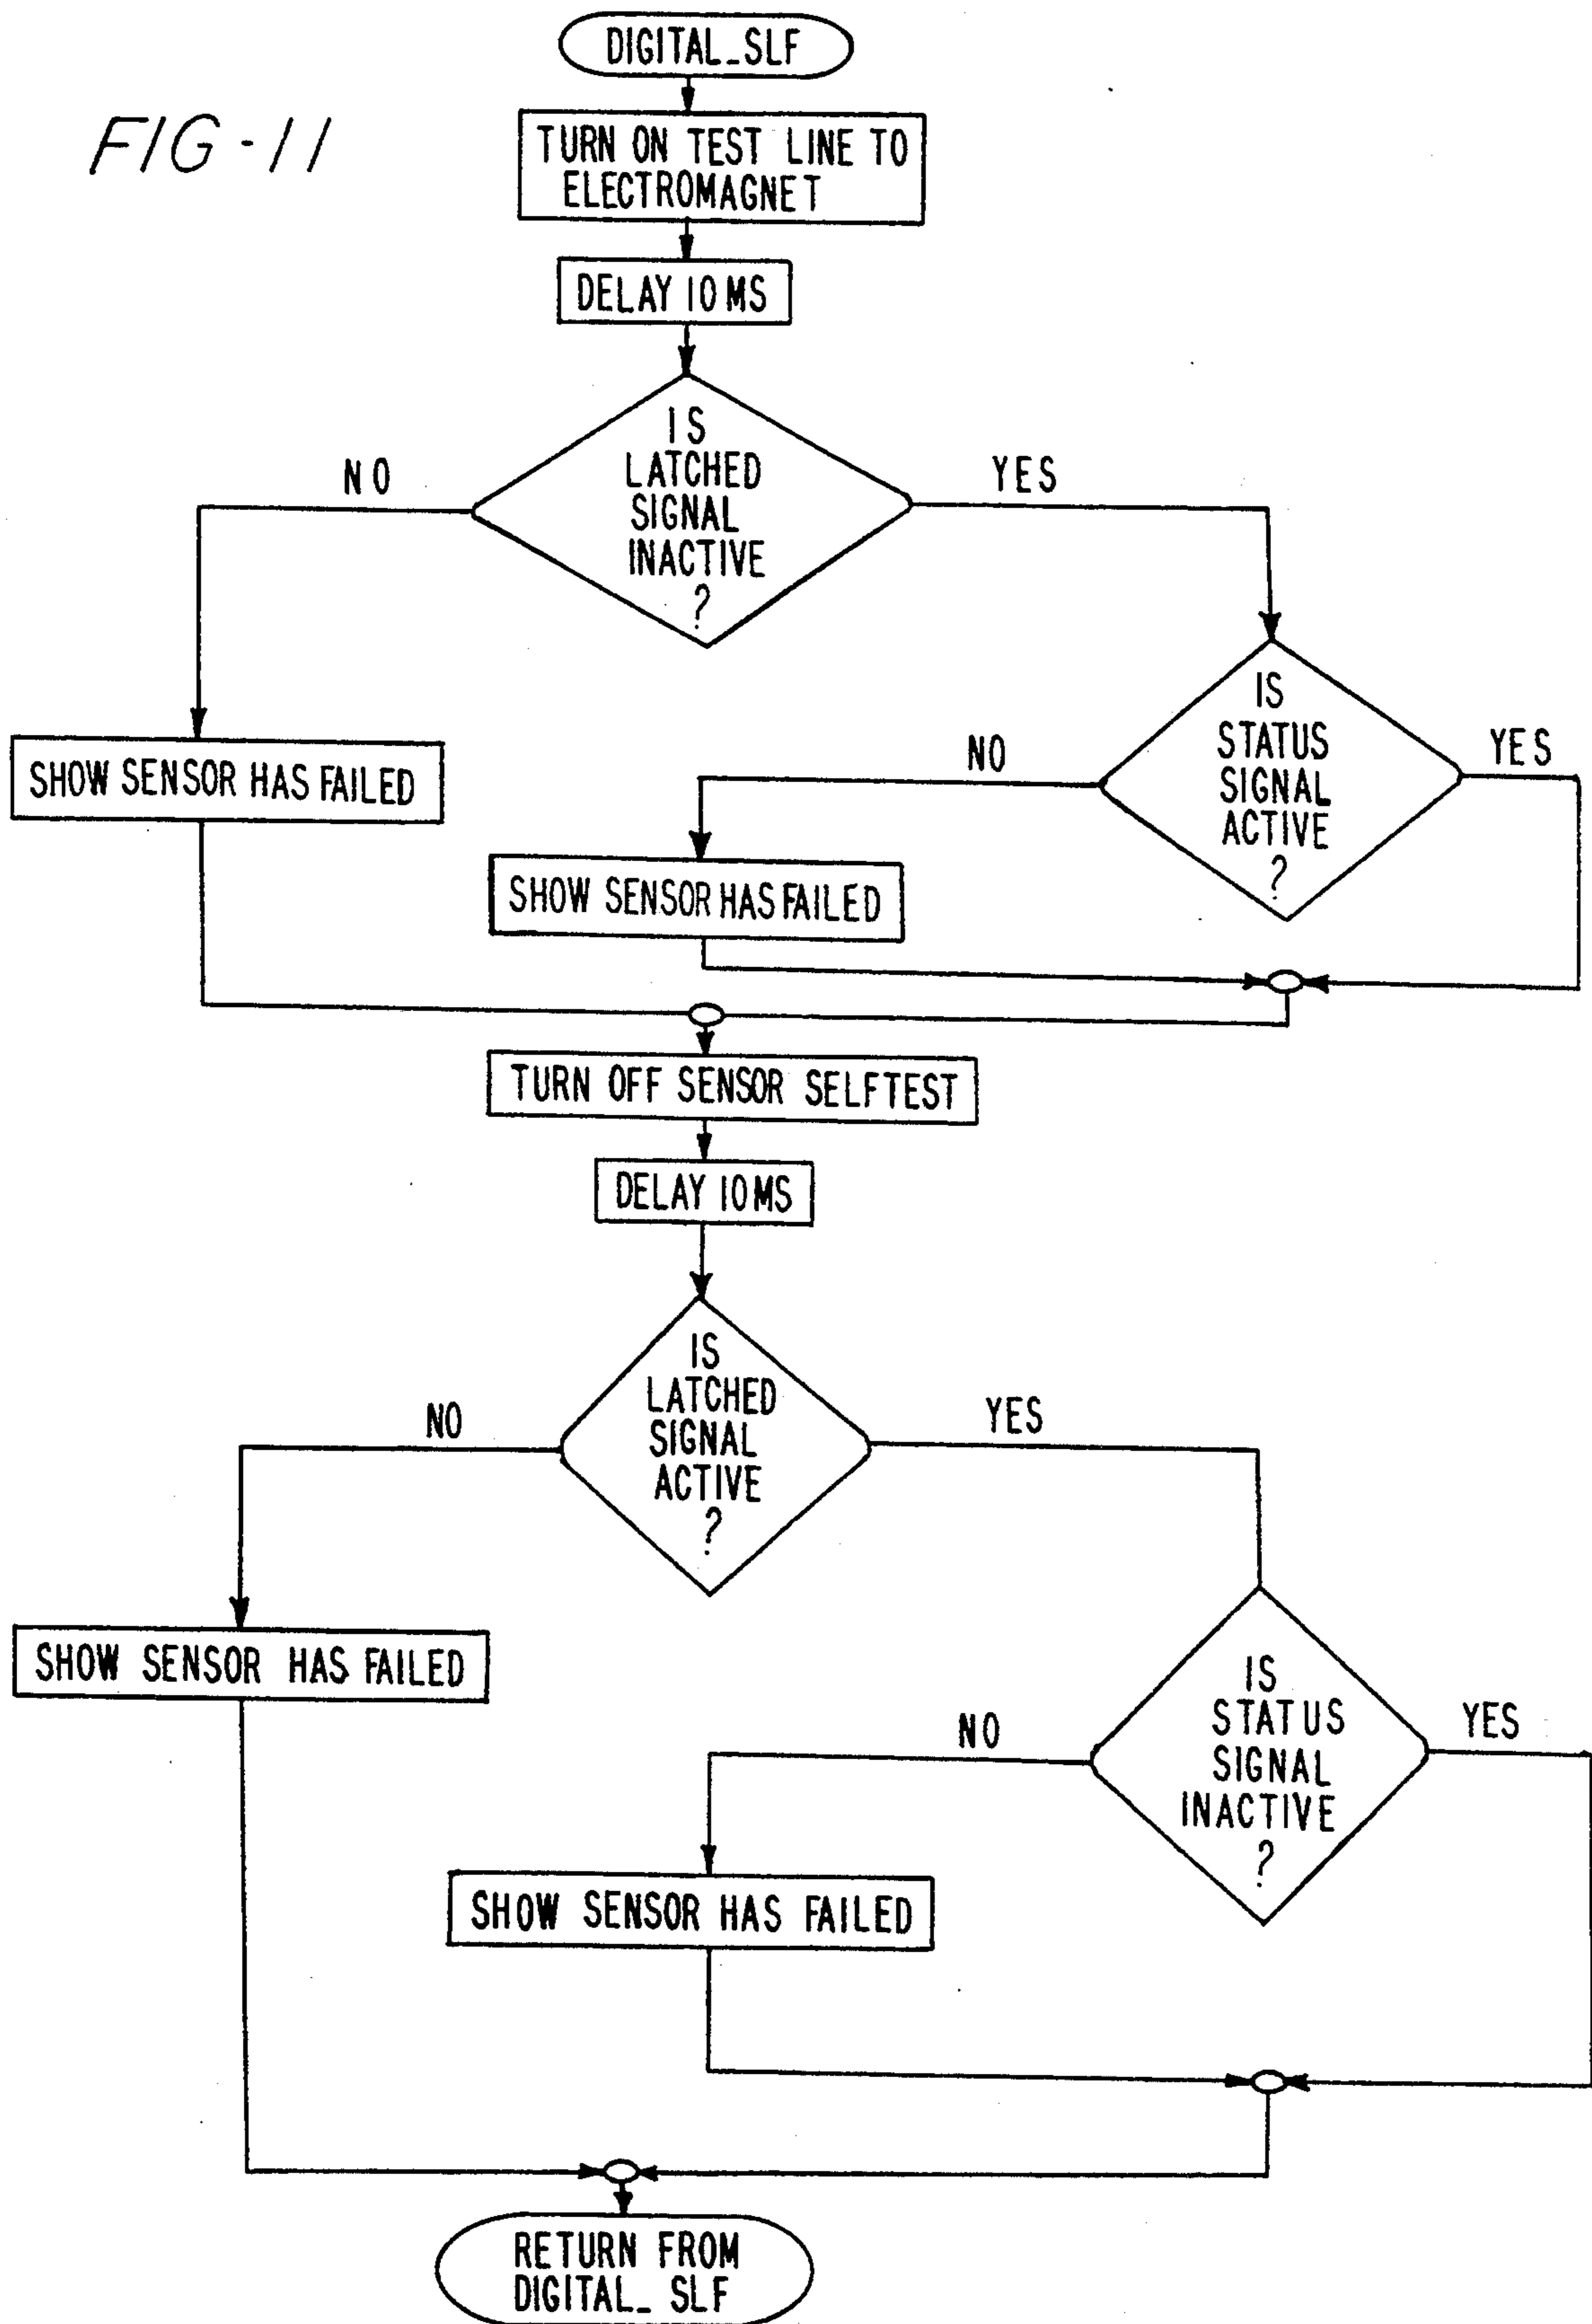 DIGITAL_SLF
FIG-11
TURN ON TEST LINE TO
ELECTROMAGNET
DELAY 10 MS
IS
LATCHED
SIGNAL
INACTIVE
?
NO
YES
IS
STATUS
SIGNAL
ACTIVE
?
NO
YES
SHOW SENSOR HAS FAILED
SHOW SENSOR HAS FAILED
TURN OFF SENSOR SELFTEST
DELAY 10MS
IS
LATCHED
SIGNAL
ACTIVE
?
NO
YES
SHOW SENSOR HAS FAILED
IS
STATUS
SIGNAL
INACTIVE
?
NO
YES
SHOW SENSOR HAS FAILED
RETURN FROM
DIGITAL_ SLF